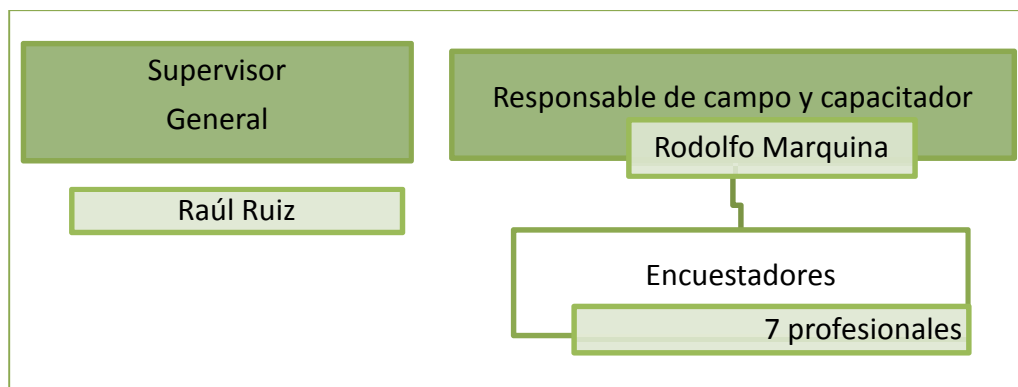 Supervisor
General
Raúl Ruiz
Responsable de campo y capacitador
Rodolfo Marquina
Encuestadores
7 profesionales